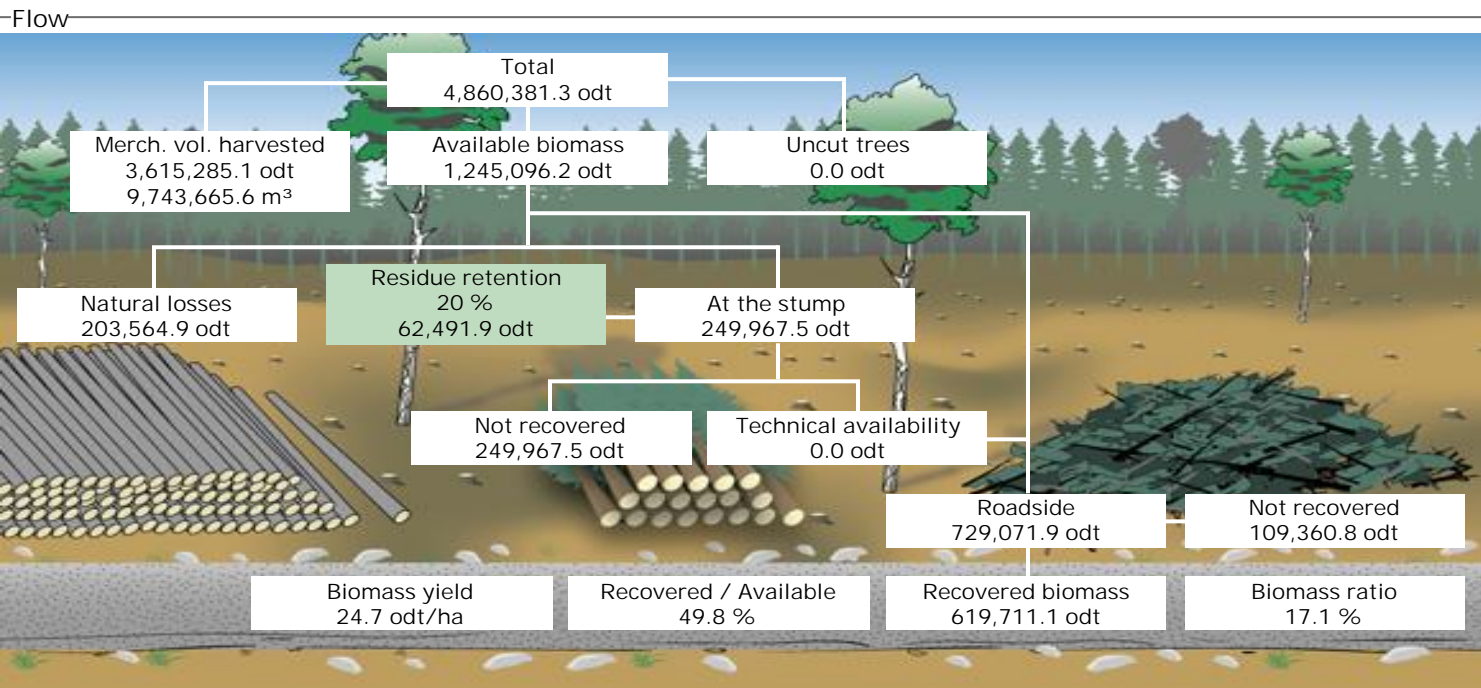 Flow
Total
4,860,381.3 odt
Merch. vol. harvested
3,615,285.1 odt
9,743,665.6 m³
Available biomass
1,245,096.2 odt
Uncut trees
0.0 odt
Natural losses
203,564.9 odt
Residue retention
20 %
62,491.9 odt
At the stump
249,967.5 odt
Not recovered
249,967.5 odt
Technical availability
0.0 odt
Roadside
729,071.9 odt
Not recovered
109,360.8 odt
Biomass yield
24.7 odt/ha
Recovered / Available
49.8 %
Recovered biomass
619,711.1 odt
Biomass ratio
17.1 %